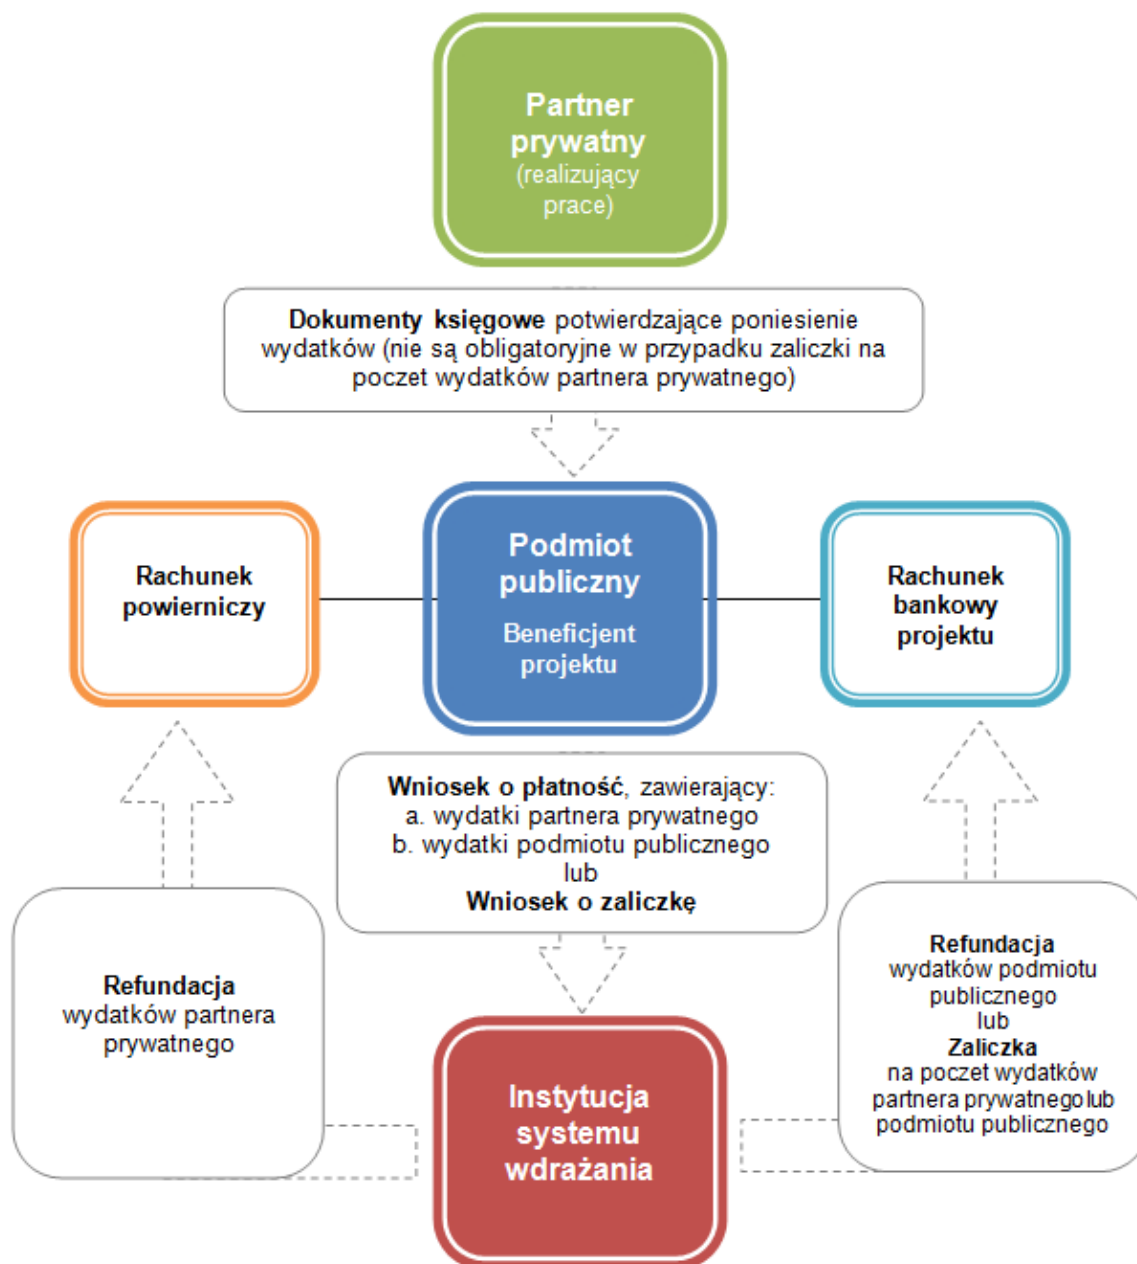 Partner
prywatny
(realizujący
prace)
Dokumenty księgowe potwierdzające poniesienie
wydatków (nie są obligatoryjne w przypadku zaliczki na
poczet wydatków partnera prywatnego)
Rachunek
powierniczy
Podmiot
publiczny
Beneficjent
projektu
Rachunek
bankowy
projektu
Wniosek o płatność, zawierający:
a. wydatki partnera prywatnego
b. wydatki podmiotu publicznego
lub
Wniosek o zaliczkę
Refundacja
wydatków partnera
prywatnego
Refundacja
wydatków podmiotu
publicznego
lub
Zaliczka
na poczet wydatków
partnera prywatnegolub
podmiotu publicznego
Instytucja
systemu
wdrażania